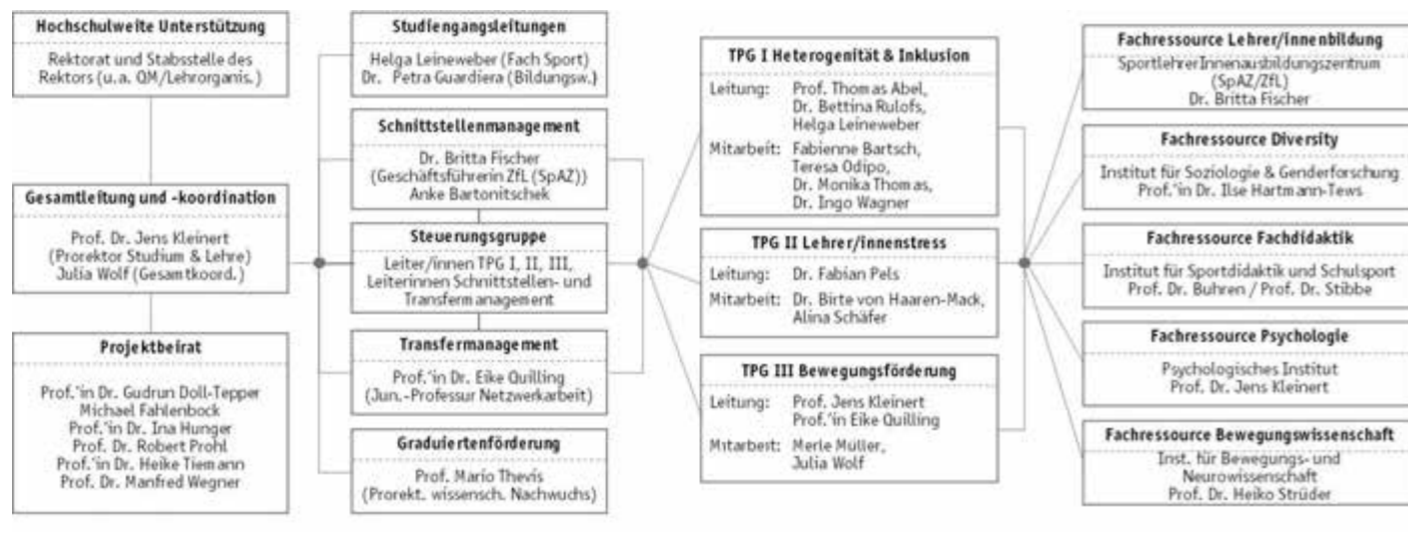 Hochschulweite Unterstützung
Rektorat und Stabsstelle des
Rektors (u. a. QM/Lehrorganis.)
Gesamtleitung und -koordination
Prof. Dr. Jens Kleinert
(Prorektor Studium & Lehre)
Julia Wolf (Gesamtkoord.)
Projektbeirat
Prof.'in Dr. Gudrun Doll-Tepper
Michael Fahlenbock
Prof.'in Dr. Ina Hunger
Prof. Dr. Robert Prohl
Prof.'in Dr. Heike Tiemann
Prof. Dr. Manfred Wegner
Studiengangsleitungen
Helga Leineweber (Fach Sport)
Dr. Petra Guardiera (Bildungsw.)
Schnittstellenmanagement
Dr. Britta Fischer
(Geschäftsführerin ZfL (SpAZ))
Anke Bartonitschek
Steuerungsgruppe
Leiter/innen TPG I, II, III,
Leiterinnen Schnittstellen- und
Transfermanagement
Transfermanagement
Prof.'in Dr. Eike Quilling
(Jun.-Professur Netzwerkarbeit)
Graduiertenförderung
Prof. Mario Thevis
(Prorekt. wissensch. Nachwuchs)
TPG I Heterogenität & Inklusion
Leitung: Prof. Thomas Abel,
Dr. Bettina Rulofs,
Helga Leineweber
Mitarbeit: Fabienne Bartsch,
Teresa Odipo,
Dr. Monika Thomas,
Dr. Ingo Wagner
TPG II Lehrer/innenstress
Leitung: Dr. Fabian Pels
Mitarbeit: Dr. Birte von Haaren-Mack,
Alina Schäfer
TPG III Bewegungsförderung
Leitung: Prof. Jens Kleinert
Prof.'in Eike Quilling
Mitarbeit: Merle Müller,
Julia Wolf
Fachressource Lehrer/innenbildung
SportlehrerInnenausbildungszentrum
(SpAZ/ZfL)
Dr. Britta Fischer
Fachressource Diversity
Institut für Soziologie & Genderforschung
Prof.'in Dr. Ilse Hartmann-Tews
Fachressource Fachdidaktik
Institut für Sportdidaktik und Schulsport
Prof. Dr. Buhren / Prof. Dr. Stibbe
Fachressource Psychologie
Psychologisches Institut
Prof. Dr. Jens Kleinert
Fachressource Bewegungswissenschaft
Inst. für Bewegungs- und
Neurowissenschaft
Prof. Dr. Heiko Strüder